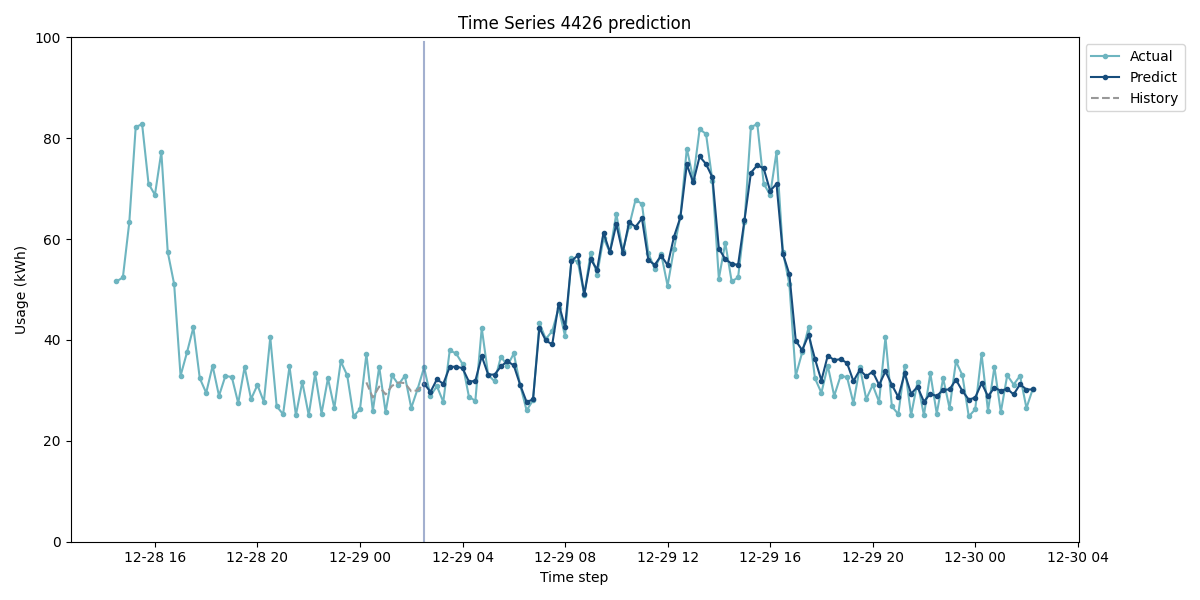 Time Series 4426 prediction
100
80
60
40
20
0
Usage (kWh)
12-28 16
12-28 20
12-29 00
12-29 04
12-29 08
12-29 12
12-29 16
12-29 20
12-30 00
12-30 04
Time step
Actual
Predict
History